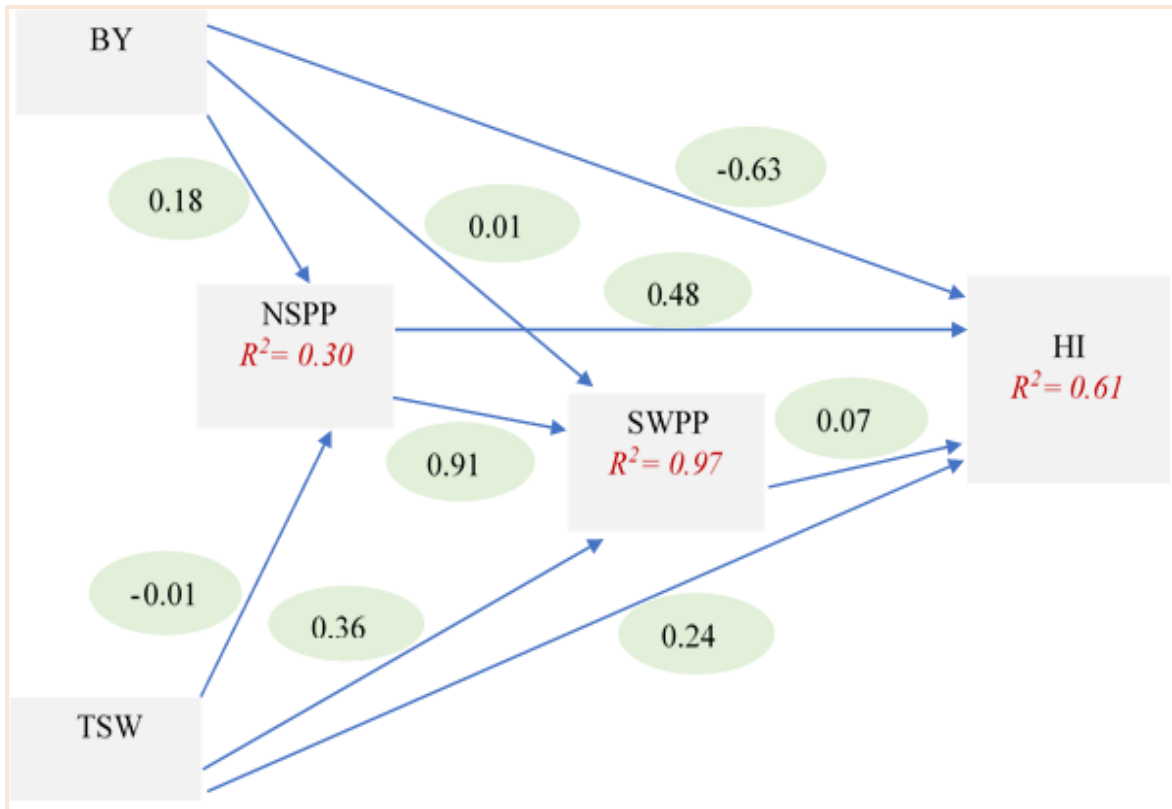 BY
-0.63
0.18
0.01
0.48
NSPP
R²= 0.30
HI
R²= 0.61
SWPP
R²= 0.97
0.07
0.91
-0.01
0.36
0.24
TSW